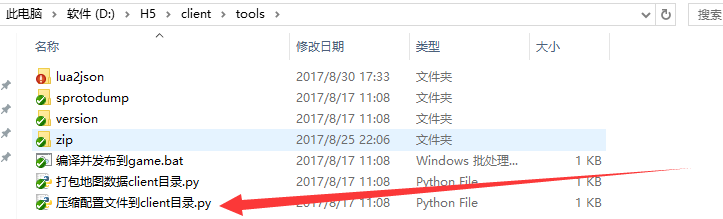 此电脑 › 软件 (D:) › H5 › client › tools › 搜索
名称 修改日期 类型 大小
lua2json 2017/8/30 17:33 文件夹
sprotodump 2017/8/17 11:08 文件夹
version 2017/8/17 11:08 文件夹
zip 2017/8/25 22:06 文件夹
编译并发布到game.bat 2017/8/17 11:08 Windows 批处理... 1 KB
打包地图数据client目录.py 2017/8/17 11:08 Python File 1 KB
压缩配置文件到client目录.py 2017/8/17 11:08 Python File 1 KB